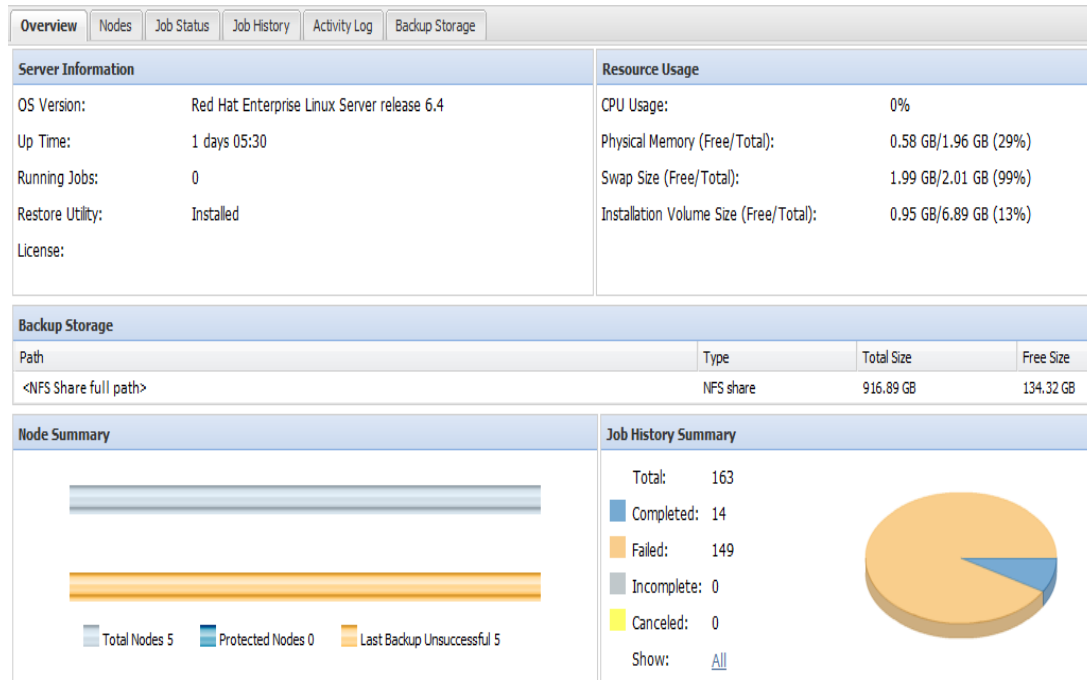 Overview Nodes Job Status Job History Activity Log Backup Storage
Server Information
OS Version: Red Hat Enterprise Linux Server release 6.4
Up Time: 1 days 05:30
Running Jobs: 0
Restore Utility: Installed
License:
Resource Usage
CPU Usage: 0%
Physical Memory (Free/Total): 0.58 GB/1.96 GB (29%)
Swap Size (Free/Total): 1.99 GB/2.01 GB (99%)
Installation Volume Size (Free/Total): 0.95 GB/6.89 GB (13%)
Backup Storage
Path Type Total Size Free Size
<NFS Share full path> NFS share 916.89 GB 134.32 GB
Node Summary
Total Nodes 5 Protected Nodes 0 Last Backup Unsuccessful 5
Job History Summary
Total: 163
Completed: 14
Failed: 149
Incomplete: 0
Canceled: 0
Show: All